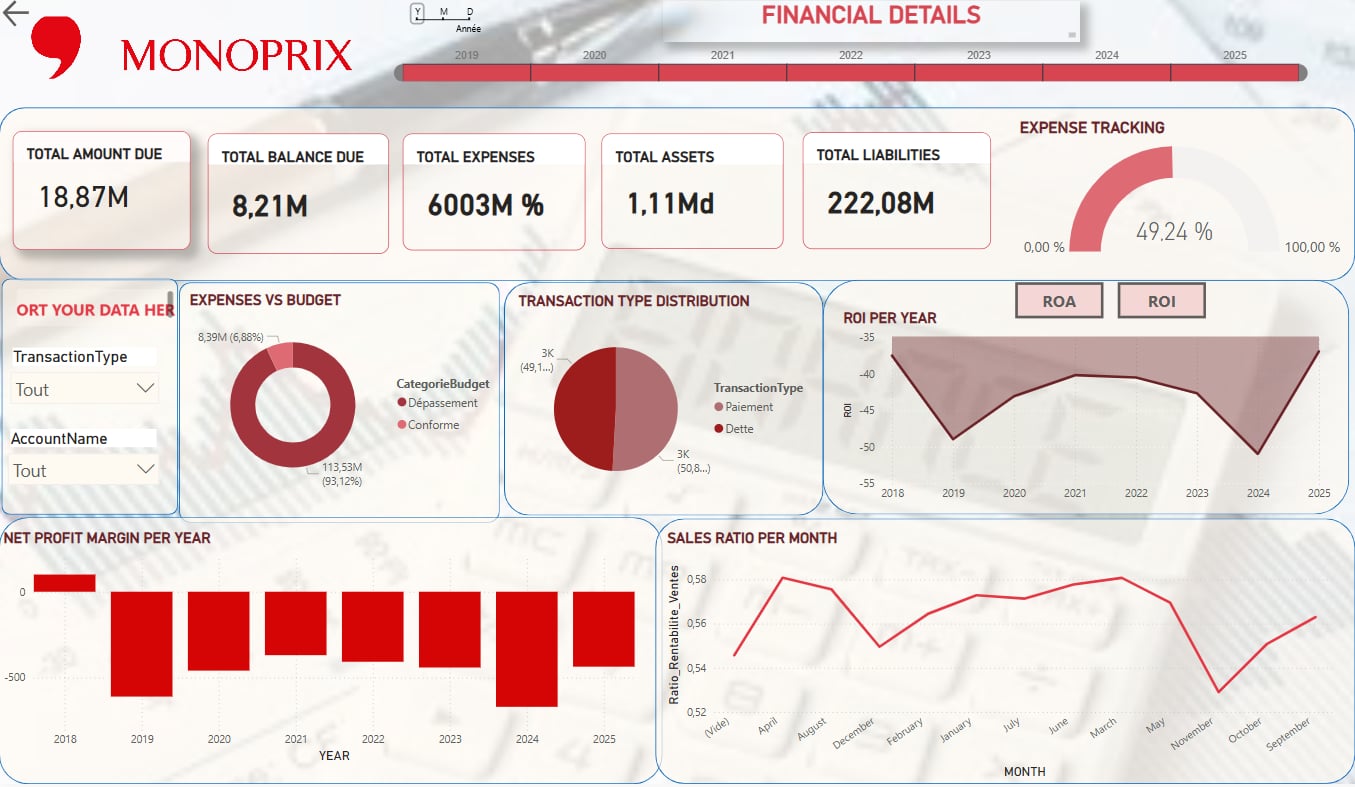 MONOPRIX
Y M D
Année
FINANCIAL DETAILS
2019 2020 2021 2022 2023 2024 2025
TOTAL AMOUNT DUE
18,87M
TOTAL BALANCE DUE
8,21M
TOTAL EXPENSES
6003M %
TOTAL ASSETS
1,11Md
TOTAL LIABILITIES
222,08M
EXPENSE TRACKING
49,24 %
0,00 %
100,00 %
ORT YOUR DATA HER
TransactionType
Tout
AccountName
Tout
EXPENSES VS BUDGET
8,39M (6,88%)
113,53M
(93,12%)
CategorieBudget
Dépassement
Conforme
TRANSACTION TYPE DISTRIBUTION
3K
(49,1...)
3K
(50,8...)
TransactionType
Paiement
Dette
ROA ROI
ROI PER YEAR
-35
-40
-45
-50
-55
ROI
2018 2019 2020 2021 2022 2023 2024 2025
NET PROFIT MARGIN PER YEAR
0
-500
2018 2019 2020 2021 2022 2023 2024 2025
YEAR
SALES RATIO PER MONTH
Ratio_Rentabilite_Ventes
0,58
0,56
0,54
0,52
(Vide) April August December February January July June March May November October September
MONTH